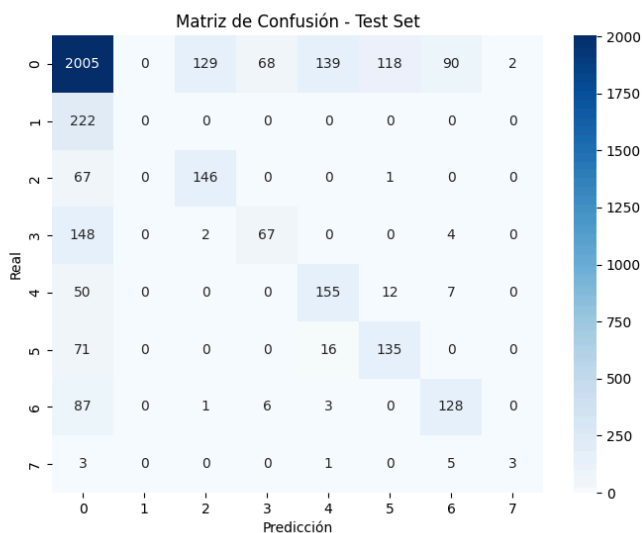 Matriz de Confusión - Test Set
0 2005 0 129 68 139 118 90 2
1 222 0 0 0 0 0 0 0
2 67 0 146 0 0 1 0 0
3 148 0 2 67 0 0 4 0
4 50 0 0 0 155 12 7 0
5 71 0 0 0 16 135 0 0
6 87 0 1 6 3 0 128 0
7 3 0 0 0 1 0 5 3
Real
0 1 2 3 4 5 6 7
Predicción
2000
1750
1500
1250
1000
750
500
250
0